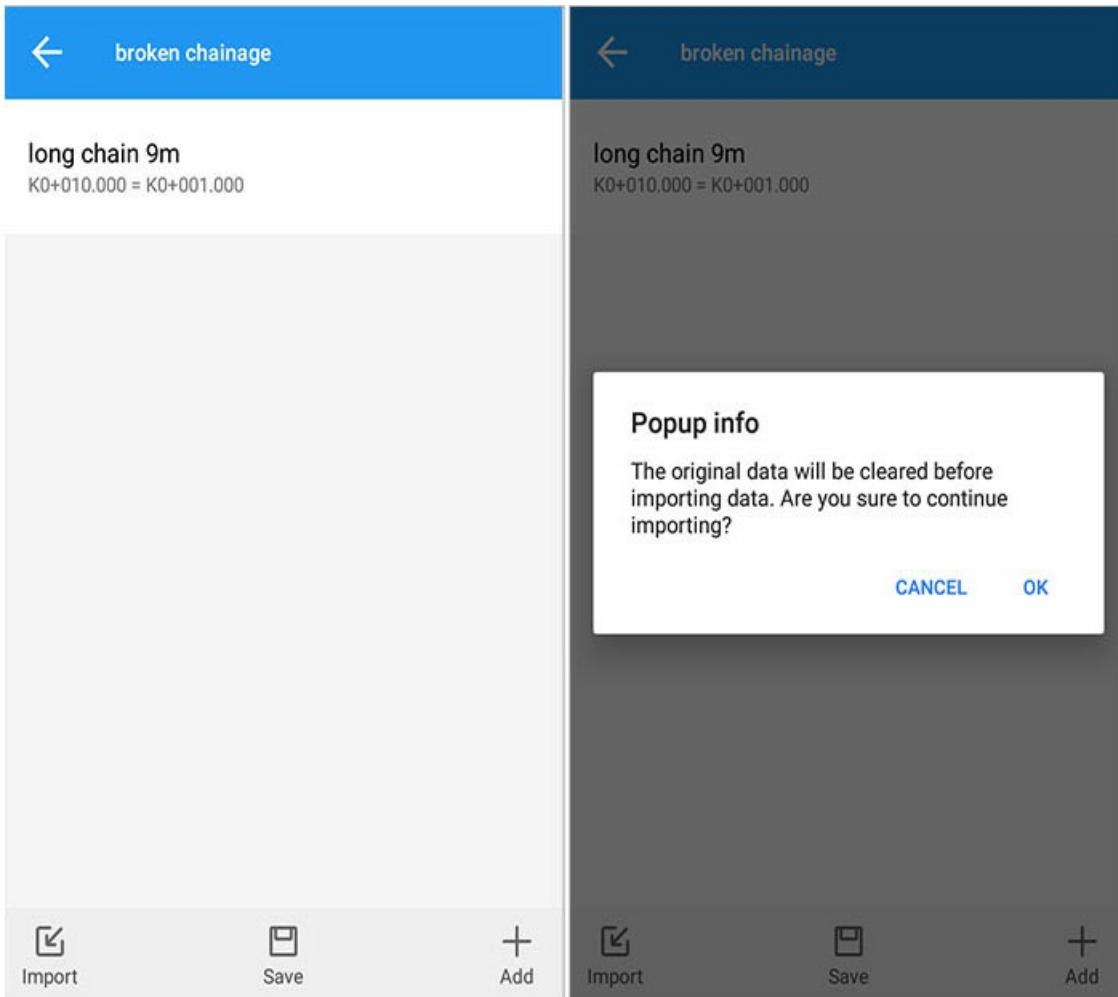 broken chainage
long chain 9m
K0+010.000 = K0+001.000
Import
Save
Add
broken chainage
long chain 9m
K0+010.000 = K0+001.000
Popup info
The original data will be cleared before
importing data. Are you sure to continue
importing?
CANCEL
OK
Import
Save
Add